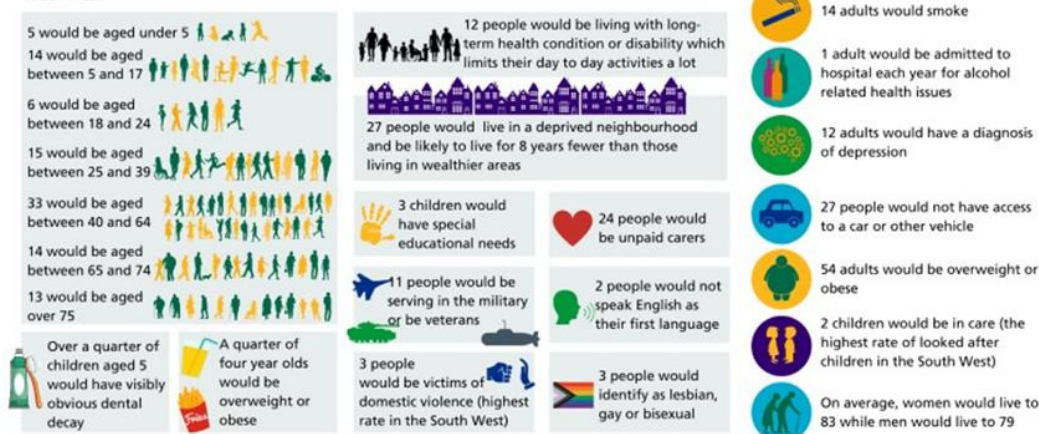 5 would be aged under 5
14 would be aged
between 5 and 17
6 would be aged
between 18 and 24
15 would be aged
between 25 and 39
33 would be aged
between 40 and 64
14 would be aged
between 65 and 74
13 would be aged
over 75
Over a quarter of
children aged 5
would have visibly
obvious dental
decay
A quarter of
four year olds
would be
overweight or
obese
Fries
12 people would be living with long-
term health condition or disability which
limits their day to day activities a lot
27 people would live in a deprived neighbourhood
and be likely to live for 8 years fewer than those
living in wealthier areas
3 children would
have special
educational needs
24 people would
be unpaid carers
11 people would be
serving in the military
or be veterans
2 people would not
speak English as
their first language
3 people
would be victims of
domestic violence (highest
rate in the South West)
3 people would
identify as lesbian,
gay or bisexual
14 adults would smoke
1 adult would be admitted to
hospital each year for alcohol
related health issues
12 adults would have a diagnosis
of depression
27 people would not have access
to a car or other vehicle
54 adults would be overweight or
obese
2 children would be in care (the
highest rate of looked after
children in the South West)
On average, women would live to
83 while men would live to 79